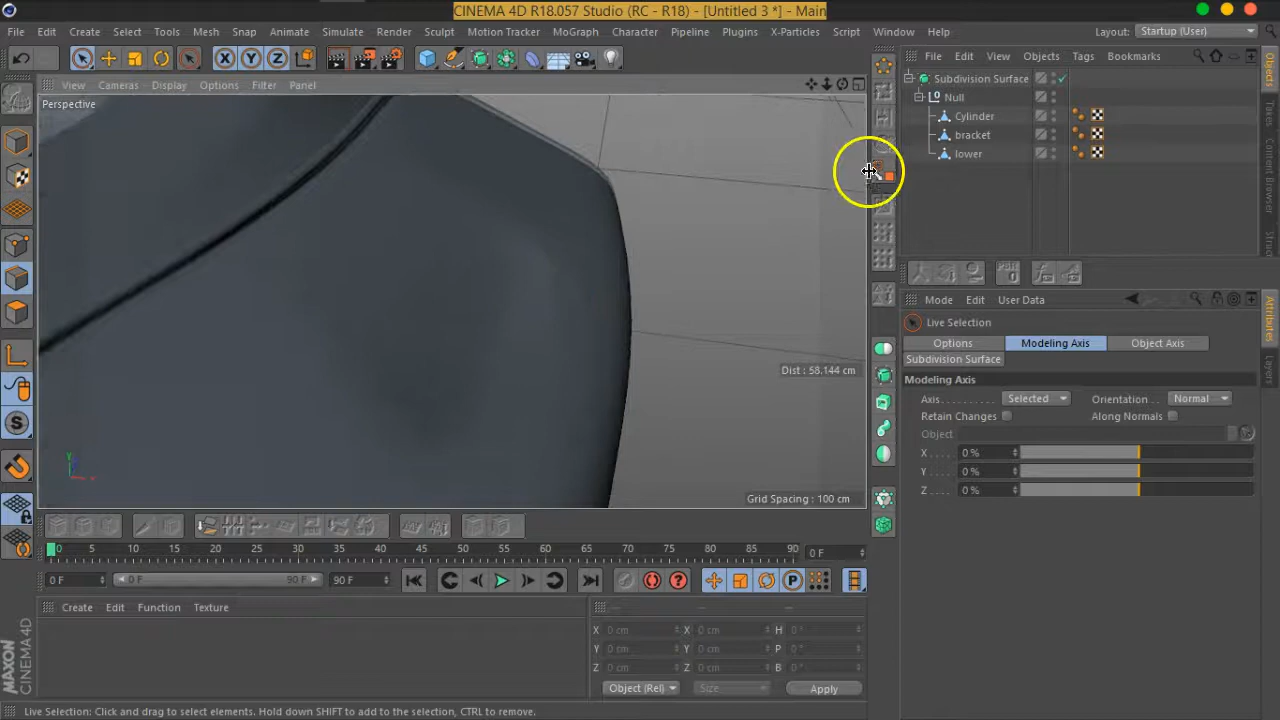 CINEMA 4D R18.057 Studio (RC - R18) - [Untitled 3 *] - Main
File Edit Create Select Tools Mesh Snap Animate Simulate Render Sculpt Motion Tracker MoGraph Character Pipeline Plugins X-Particles Script Window Help Layout: Startup (User)
X Y Z
File Edit View Objects Tags Bookmarks
View Cameras Display Options Filter Panel
Subdivision Surface
Perspective
Null
Cylinder
bracket
lower
Objects
Takes
Mode Edit User Data
Live Selection
Options Modeling Axis Object Axis
Subdivision Surface
Modeling Axis
Dist : 58.144 cm
Axis Selected Orientation Normal
Retain Changes Along Normals
Object
X 0 %
Y 0 %
Z 0 %
Attributes
Layers
Grid Spacing : 100 cm
0 5 10 15 20 25 30 35 40 45 50 55 60 65 70 75 80 85 90 0 F
0 F 0 F 90 F 90 F
Create Edit Function Texture
X 0 cm X 0 cm H 0 °
Y 0 cm Y 0 cm P 0 °
Z 0 cm Z 0 cm B 0 °
Object (Rel) Size Apply
MAXON
CINEMA 4D
Live Selection: Click and drag to select elements. Hold down SHIFT to add to the selection, CTRL to remove.